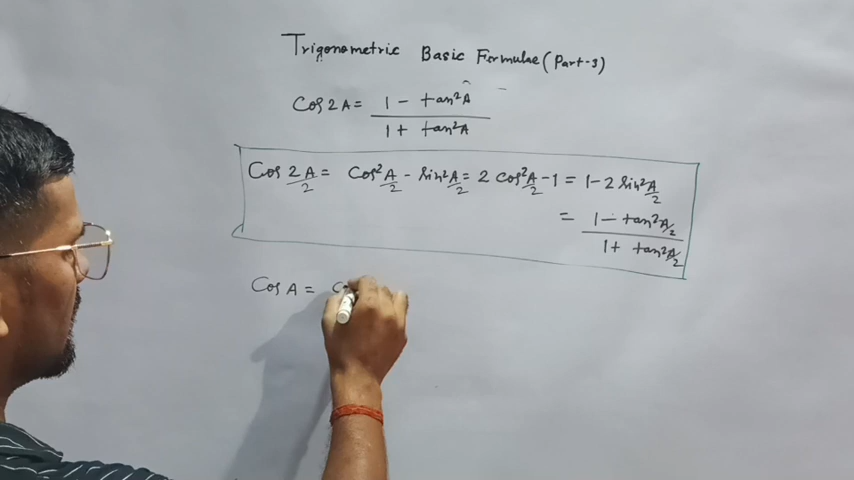 Trigonometric Basic Formulae (Part-3)
Cos 2A = (1 - tan²A)/(1 + tan²A)
Cos 2A/2 = Cos²A/2 - sin²A/2 = 2 cos²A/2 - 1 = 1 - 2 sin²A/2
= (1 - tan²A/2)/(1 + tan²A/2)
Cos A = C